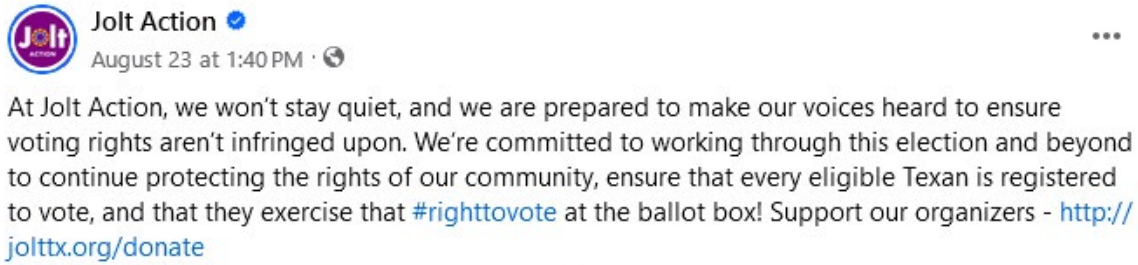 Jolt
ACTION
Jolt Action
August 23 at 1:40 PM ·
At Jolt Action, we won't stay quiet, and we are prepared to make our voices heard to ensure
voting rights aren't infringed upon. We're committed to working through this election and beyond
to continue protecting the rights of our community, ensure that every eligible Texan is registered
to vote, and that they exercise that #righttovote at the ballot box! Support our organizers - http://
jolttx.org/donate